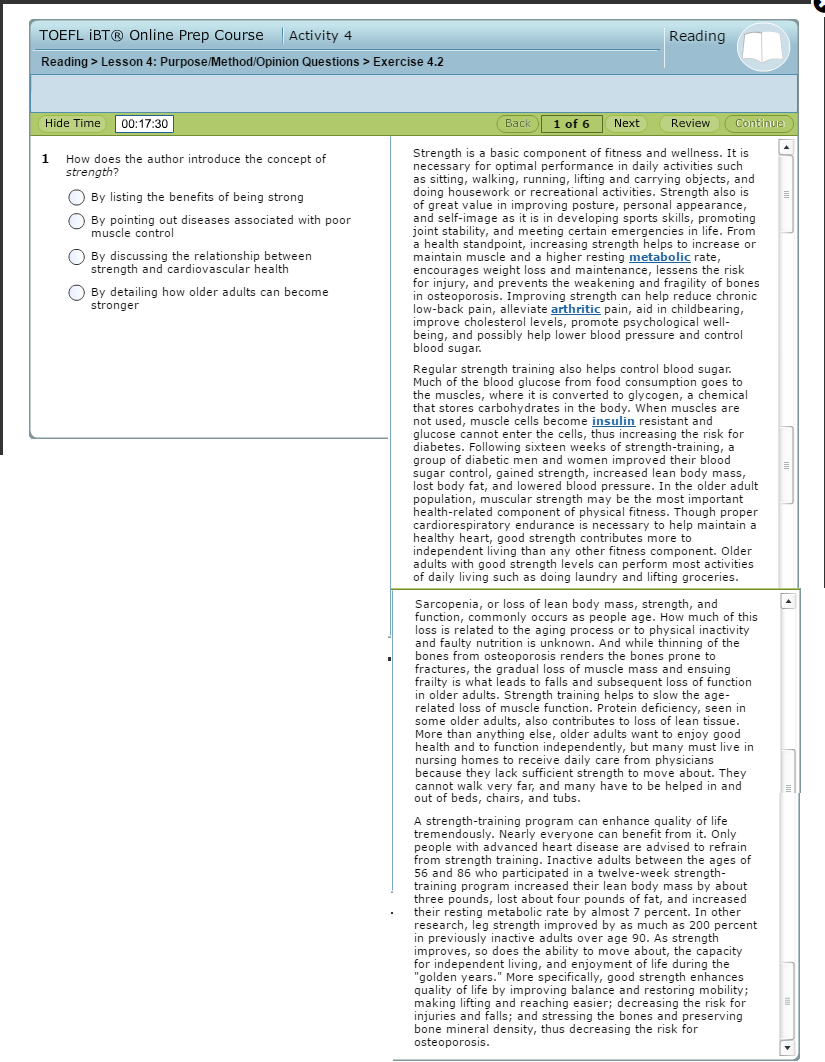 TOEFL iBT® Online Prep Course
Activity 4
Reading
Reading > Lesson 4: Purpose/Method/Opinion Questions > Exercise 4.2
Hide Time
00:17:30
Back
1 of 6
Next
Review
Continue
1 How does the author introduce the concept of
strength?
By listing the benefits of being strong
By pointing out diseases associated with poor
muscle control
By discussing the relationship between
strength and cardiovascular health
By detailing how older adults can become
stronger
Strength is a basic component of fitness and wellness. It is
necessary for optimal performance in daily activities such
as sitting, walking, running, lifting and carrying objects, and
doing housework or recreational activities. Strength also is
of great value in improving posture, personal appearance,
and self-image as it is in developing sports skills, promoting
joint stability, and meeting certain emergencies in life. From
a health standpoint, increasing strength helps to increase or
maintain muscle and a higher resting metabolic rate,
encourages weight loss and maintenance, lessens the risk
for injury, and prevents the weakening and fragility of bones
in osteoporosis. Improving strength can help reduce chronic
low-back pain, alleviate arthritic pain, aid in childbearing,
improve cholesterol levels, promote psychological well-
being, and possibly help lower blood pressure and control
blood sugar.
Regular strength training also helps control blood sugar.
Much of the blood glucose from food consumption goes to
the muscles, where it is converted to glycogen, a chemical
that stores carbohydrates in the body. When muscles are
not used, muscle cells become insulin resistant and
glucose cannot enter the cells, thus increasing the risk for
diabetes. Following sixteen weeks of strength-training, a
group of diabetic men and women improved their blood
sugar control, gained strength, increased lean body mass,
lost body fat, and lowered blood pressure. In the older adult
population, muscular strength may be the most important
health-related component of physical fitness. Though proper
cardiorespiratory endurance is necessary to help maintain a
healthy heart, good strength contributes more to
independent living than any other fitness component. Older
adults with good strength levels can perform most activities
of daily living such as doing laundry and lifting groceries.
Sarcopenia, or loss of lean body mass, strength, and
function, commonly occurs as people age. How much of this
loss is related to the aging process or to physical inactivity
and faulty nutrition is unknown. And while thinning of the
bones from osteoporosis renders the bones prone to
fractures, the gradual loss of muscle mass and ensuing
frailty is what leads to falls and subsequent loss of function
in older adults. Strength training helps to slow the age-
related loss of muscle function. Protein deficiency, seen in
some older adults, also contributes to loss of lean tissue.
More than anything else, older adults want to enjoy good
health and to function independently, but many must live in
nursing homes to receive daily care from physicians
because they lack sufficient strength to move about. They
cannot walk very far, and many have to be helped in and
out of beds, chairs, and tubs.
A strength-training program can enhance quality of life
tremendously. Nearly everyone can benefit from it. Only
people with advanced heart disease are advised to refrain
from strength training. Inactive adults between the ages of
56 and 86 who participated in a twelve-week strength-
training program increased their lean body mass by about
three pounds, lost about four pounds of fat, and increased
their resting metabolic rate by almost 7 percent. In other
research, leg strength improved by as much as 200 percent
in previously inactive adults over age 90. As strength
improves, so does the ability to move about, the capacity
for independent living, and enjoyment of life during the
"golden years." More specifically, good strength enhances
quality of life by improving balance and restoring mobility;
making lifting and reaching easier; decreasing the risk for
injuries and falls; and stressing the bones and preserving
bone mineral density, thus decreasing the risk for
osteoporosis.